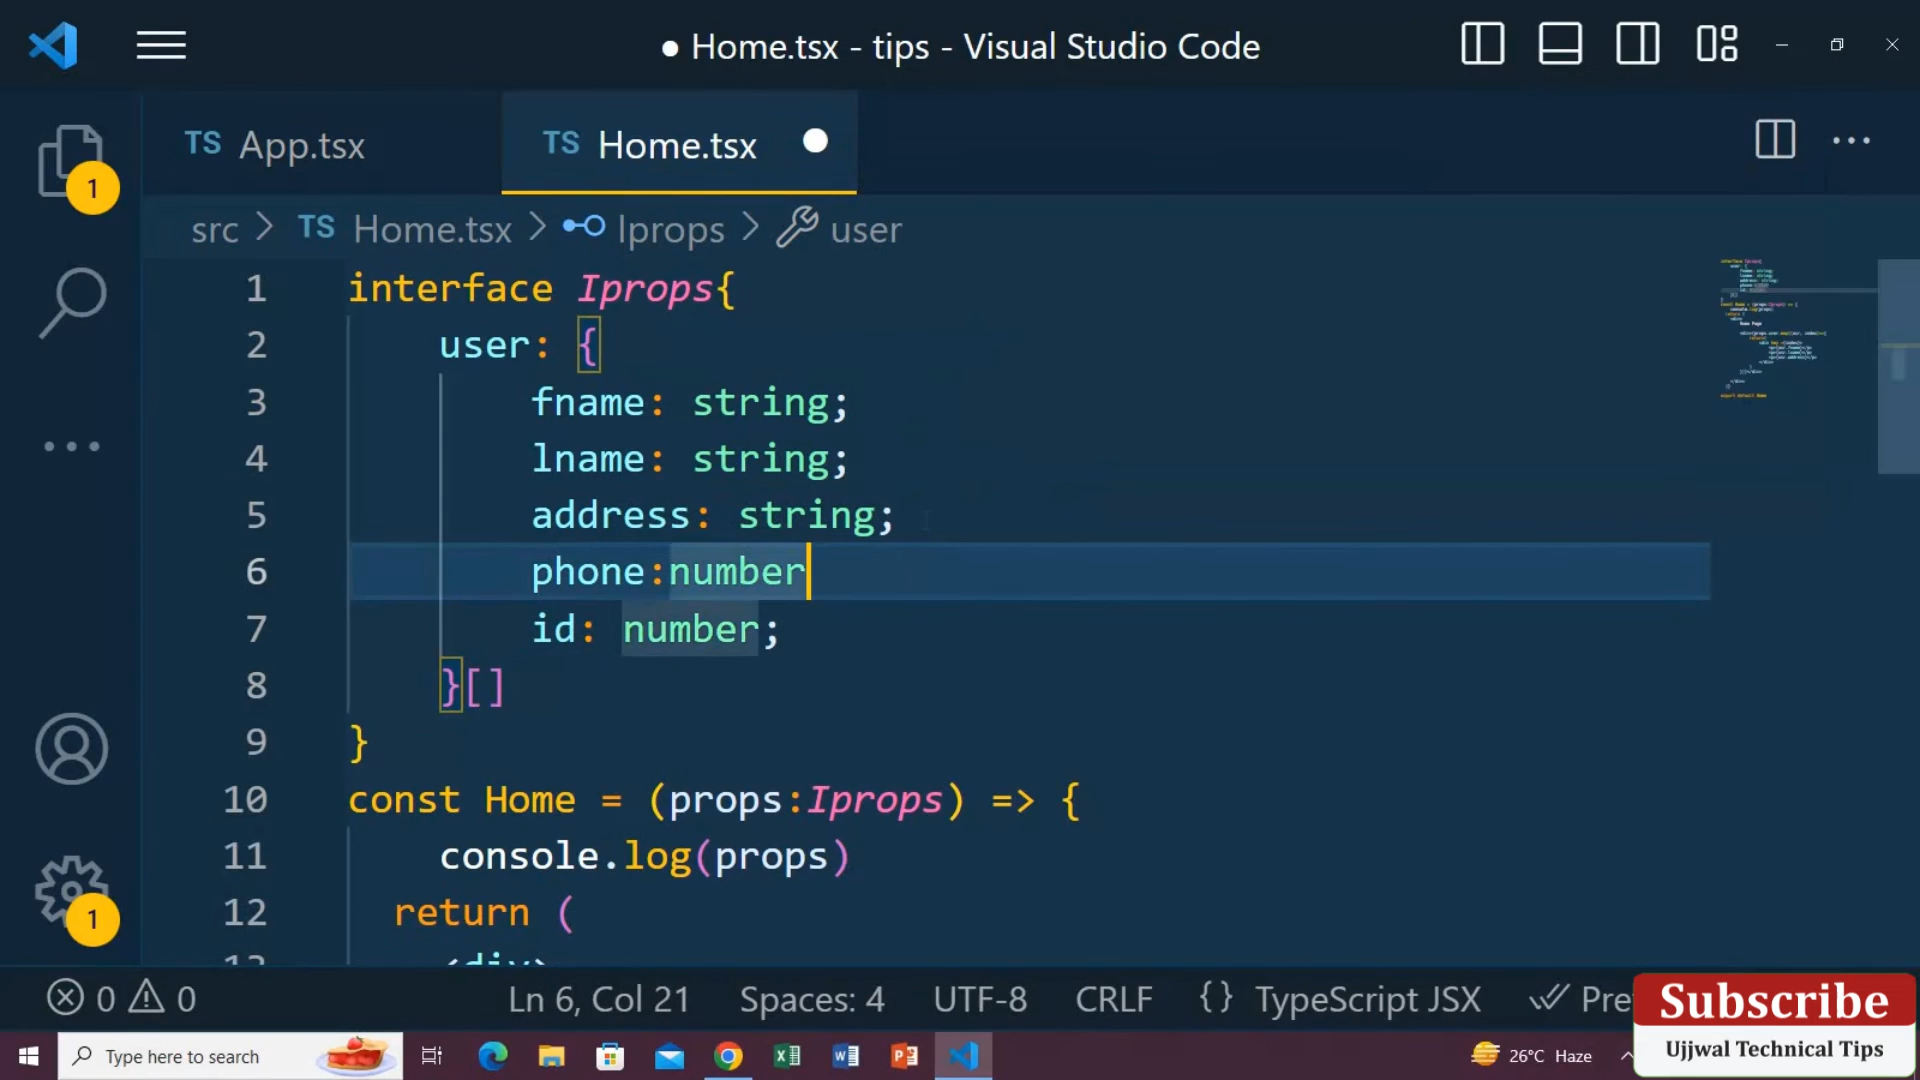 Home.tsx - tips - Visual Studio Code
TS App.tsx
TS Home.tsx
1
src > TS Home.tsx > Iprops > user
1 interface Iprops{
2 user: {
3 fname: string;
4 lname: string;
5 address: string;
6 phone:number
7 id: number;
8 }[]
9 }
10 const Home = (props:Iprops) => {
11 console.log(props)
12 return (
13 <div>
1
0 0 Ln 6, Col 21 Spaces: 4 UTF-8 CRLF {} TypeScript JSX Pre
Subscribe
Ujjwal Technical Tips
Type here to search
26°C Haze